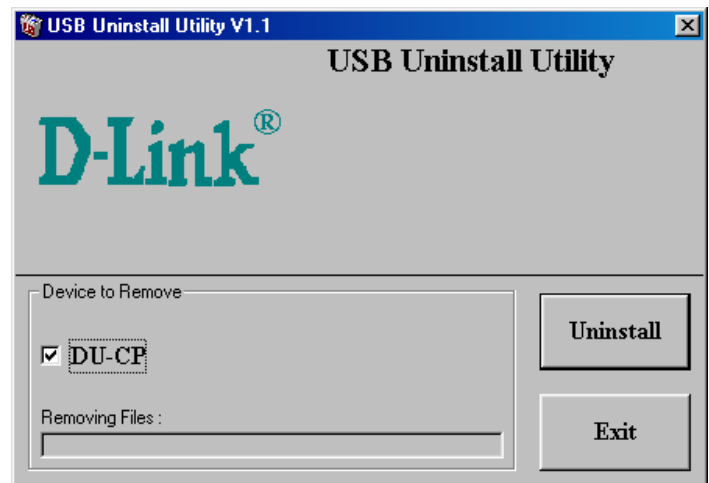 USB Uninstall Utility V1.1
USB Uninstall Utility
D-Link®
Device to Remove
DU-CP
Uninstall
Removing Files :
Exit